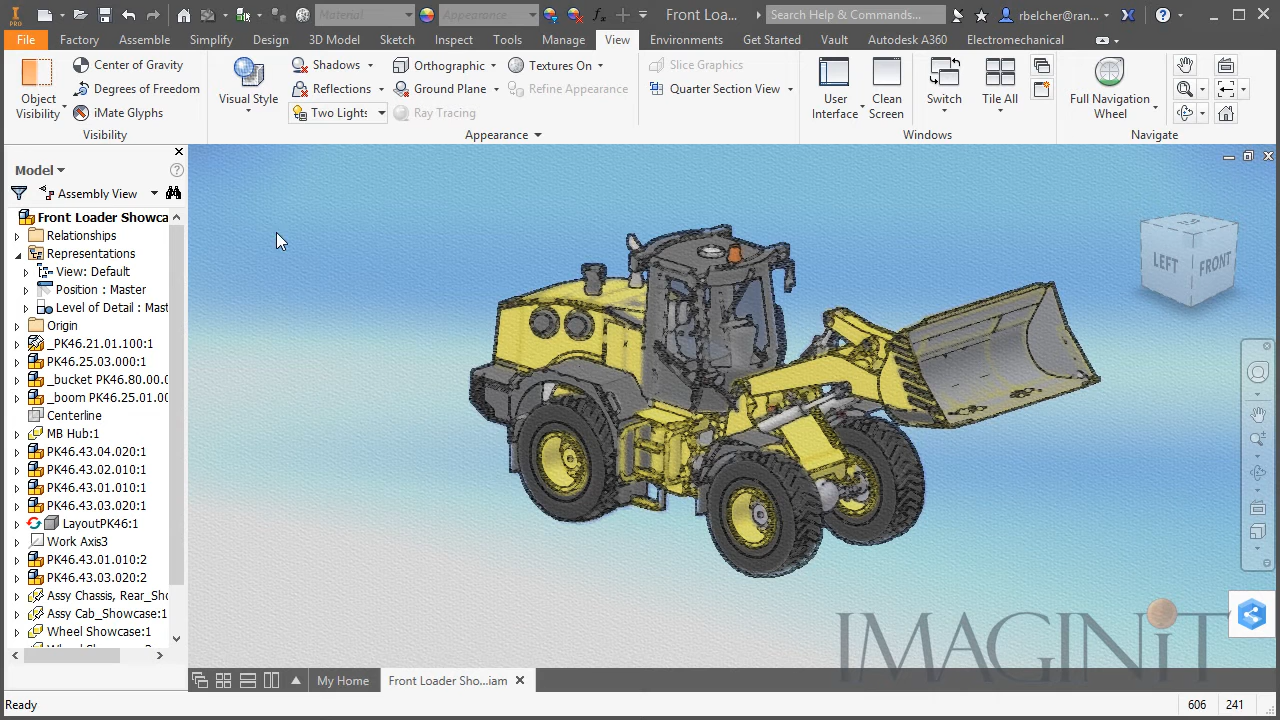 PRO
Material
Appearance
Front Loa...
Search Help & Commands...
rbelcher@ran...
File Factory Assemble Simplify Design 3D Model Sketch Inspect Tools Manage View Environments Get Started Vault Autodesk A360 Electromechanical
Object Visibility
Center of Gravity
Degrees of Freedom
iMate Glyphs
Visibility
Visual Style
Shadows
Reflections
Two Lights
Orthographic
Ground Plane
Ray Tracing
Textures On
Refine Appearance
Appearance
Slice Graphics
Quarter Section View
User Interface
Clean Screen
Switch
Tile All
Windows
Full Navigation Wheel
Navigate
Model
Assembly View
Front Loader Showca
Relationships
Representations
View: Default
Position : Master
Level of Detail : Mast
Origin
_PK46.21.01.100:1
PK46.25.03.000:1
_bucket PK46.80.00.0
_boom PK46.25.01.00
Centerline
MB Hub:1
PK46.43.04.020:1
PK46.43.02.010:1
PK46.43.01.010:1
PK46.43.03.020:1
LayoutPK46:1
Work Axis3
PK46.43.01.010:2
PK46.43.03.020:2
Assy Chassis, Rear_Sho
Assy Cab_Showcase:1
Wheel Showcase:1
LEFT
FRONT
IMAGINiT
My Home
Front Loader Sho...iam
Ready
606 241